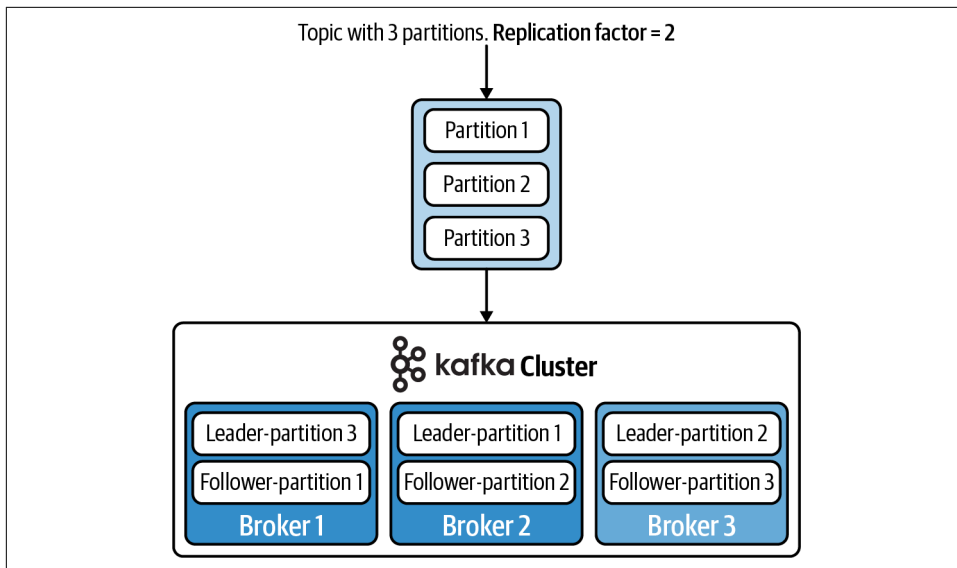 Topic with 3 partitions. Replication factor = 2
Partition 1
Partition 2
Partition 3
kafka Cluster
Leader-partition 3
Follower-partition 1
Broker 1
Leader-partition 1
Follower-partition 2
Broker 2
Leader-partition 2
Follower-partition 3
Broker 3